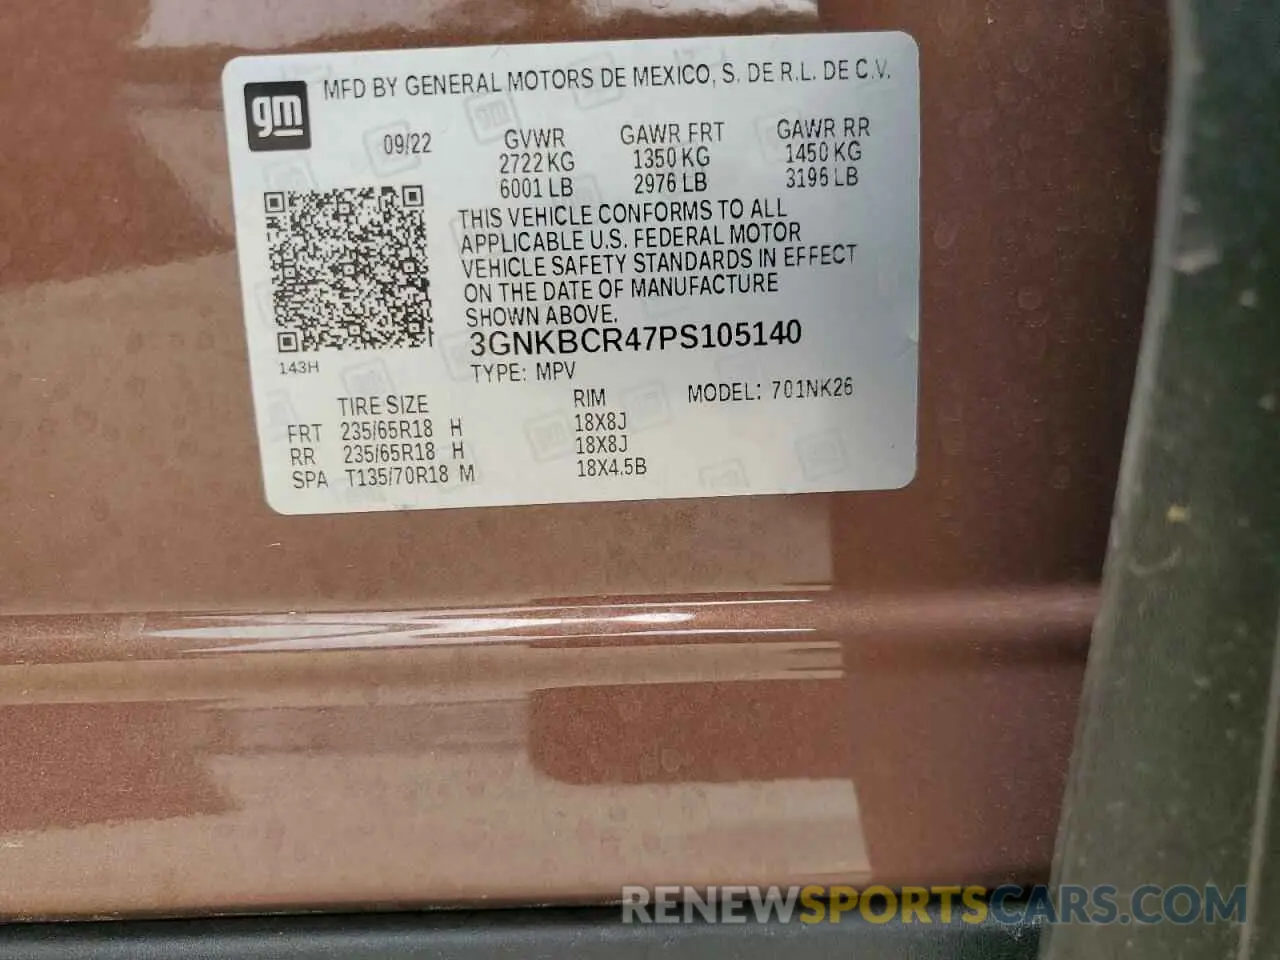 gm MFD BY GENERAL MOTORS DE MEXICO, S. DE R.L. DE C.V.
09/22 GVWR GAWR FRT GAWR RR
2722 KG 1350 KG 1450 KG
6001 LB 2976 LB 3196 LB
THIS VEHICLE CONFORMS TO ALL
APPLICABLE U.S. FEDERAL MOTOR
VEHICLE SAFETY STANDARDS IN EFFECT
ON THE DATE OF MANUFACTURE
SHOWN ABOVE.
3GNKBCR47PS105140
143H
TYPE: MPV
TIRE SIZE RIM MODEL: 701NK26
FRT 235/65R18 H 18X8J
RR 235/65R18 H 18X8J
SPA T135/70R18 M 18X4.5B
RENEWSPORTSCARS.COM